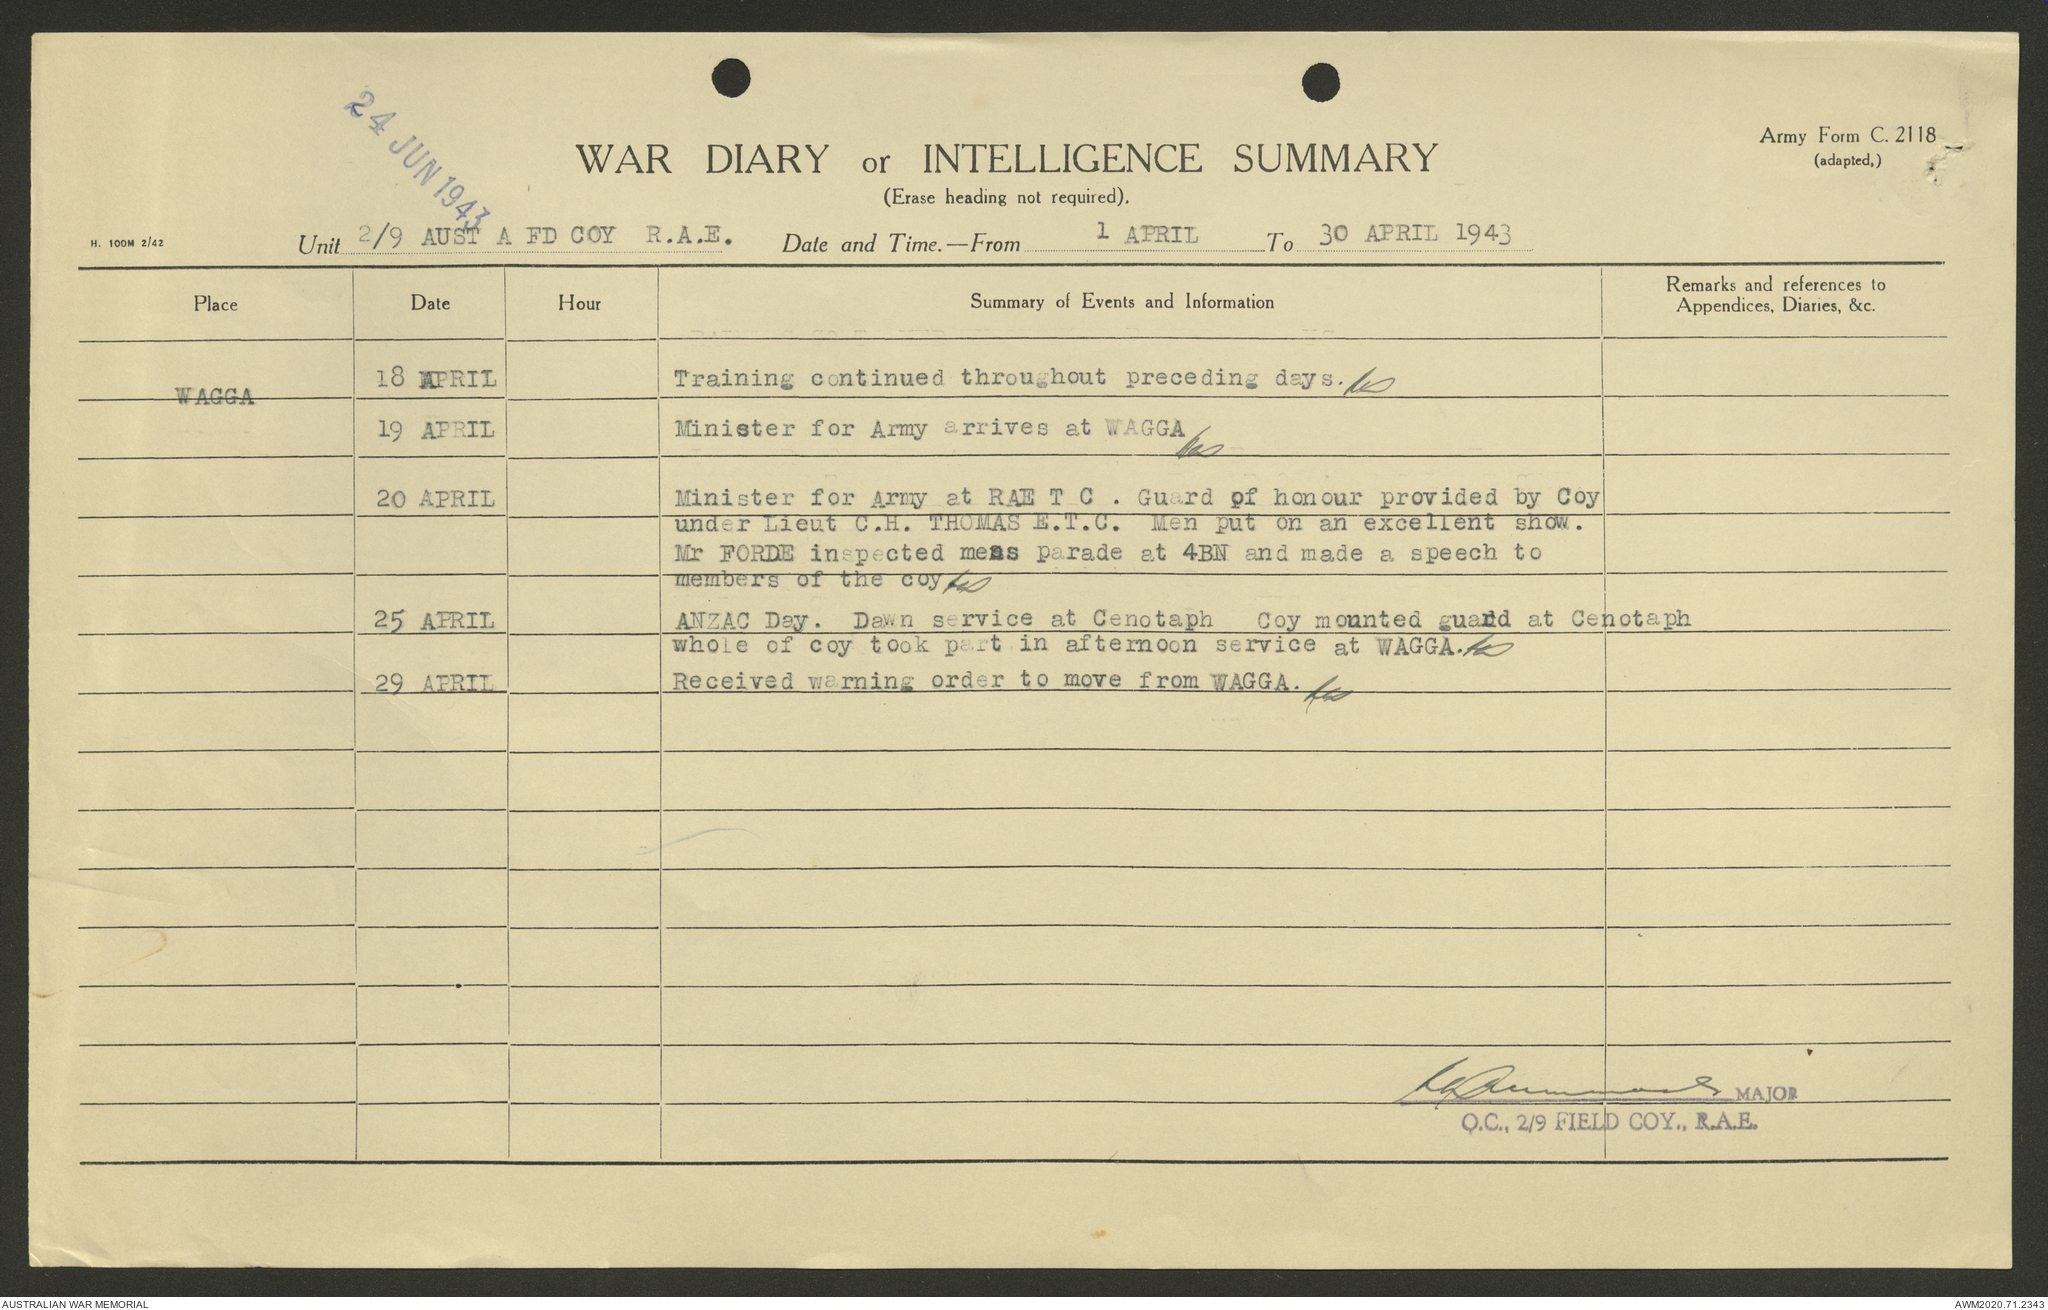 24 JUN 1943
Army Form C. 2118
(adapted,)
WAR DIARY or INTELLIGENCE SUMMARY
(Erase heading not required).
H. 100M 2/42
Unit 2/9 AUST A FD COY R.A.E. Date and Time.—From 1 APRIL To 30 APRIL 1943
Place Date Hour Summary of Events and Information Remarks and references to
Appendices, Diaries, &c.
WAGGA 18 APRIL Training continued throughout preceding days.
19 APRIL Minister for Army arrives at WAGGA
20 APRIL Minister for Army at RAE T C . Guard of honour provided by Coy
under Lieut C.H. THOMAS E.T.C. Men put on an excellent show.
Mr FORDE inspected mens parade at 4BN and made a speech to
members of the coy
25 APRIL ANZAC Day. Dawn service at Cenotaph Coy mounted guard at Cenotaph
whole of coy took part in afternoon service at WAGGA.
29 APRIL Received warning order to move from WAGGA.
MAJOR
O.C., 2/9 FIELD COY., R.A.E.
AUSTRALIAN WAR MEMORIAL
AWM2020.71.2343